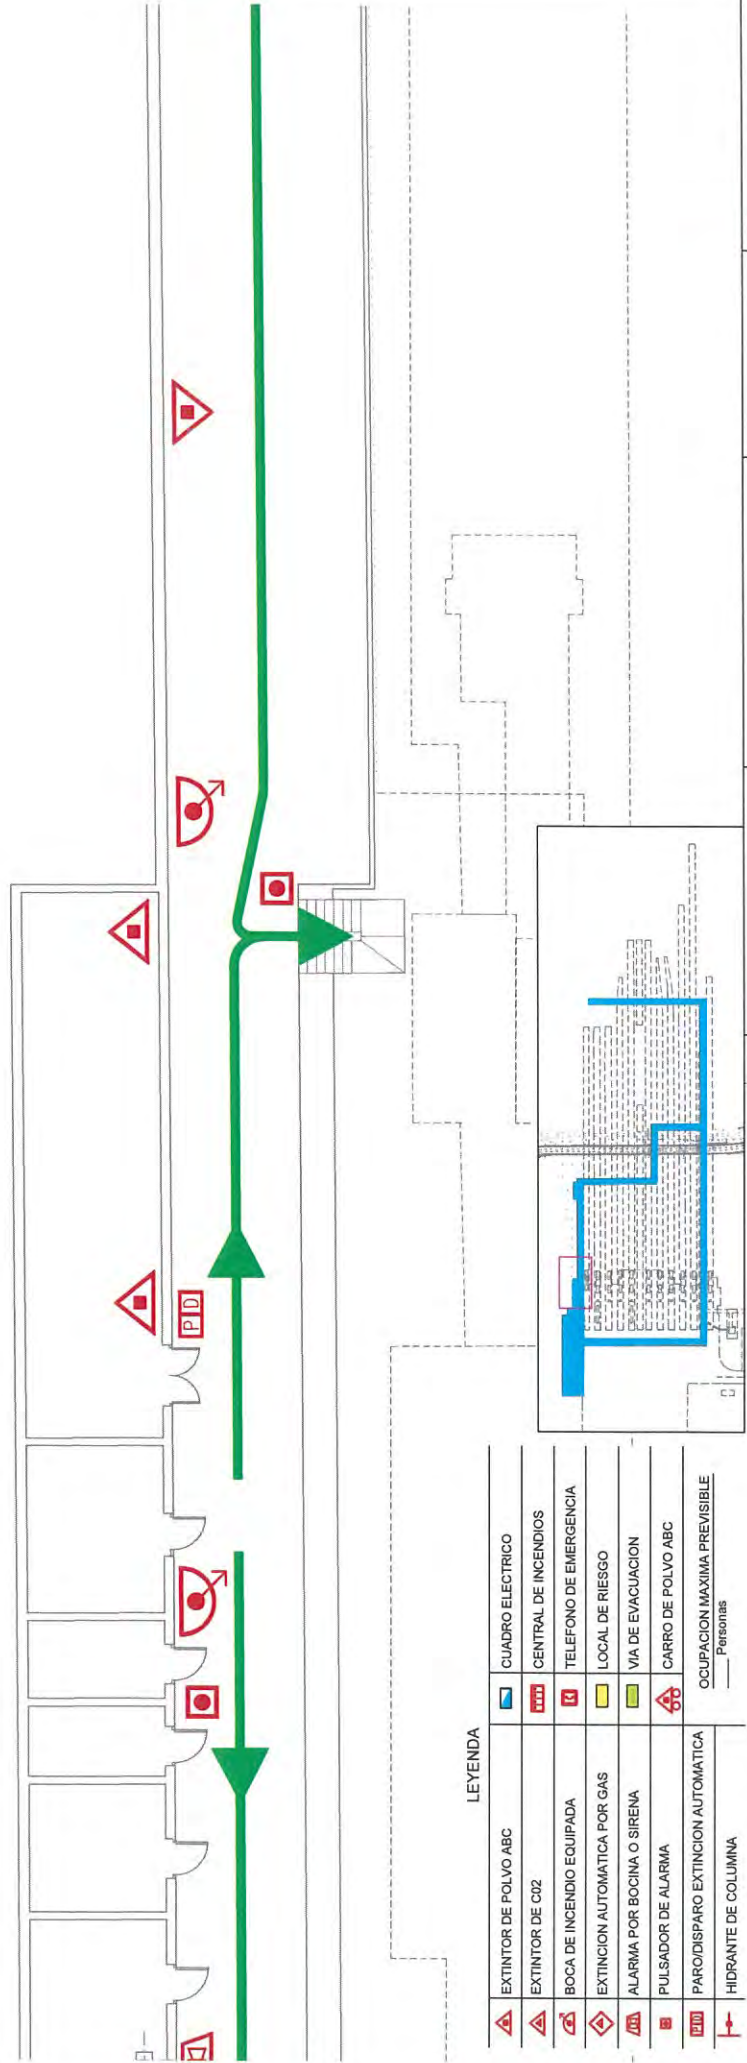 P D
LEYENDA
EXTINTOR DE POLVO ABC
CUADRO ELECTRICO
EXTINTOR DE C02
CENTRAL DE INCENDIOS
BOCA DE INCENDIO EQUIPADA
TELEFONO DE EMERGENCIA
EXTINCION AUTOMATICA POR GAS
LOCAL DE RIESGO
ALARMA POR BOCINA O SIRENA
VIA DE EVACUACION
PULSADOR DE ALARMA
CARRO DE POLVO ABC
P D
PARO/DISPARO EXTINCION AUTOMATICA
OCUPACION MAXIMA PREVISIBLE
___ Personas
HIDRANTE DE COLUMNA